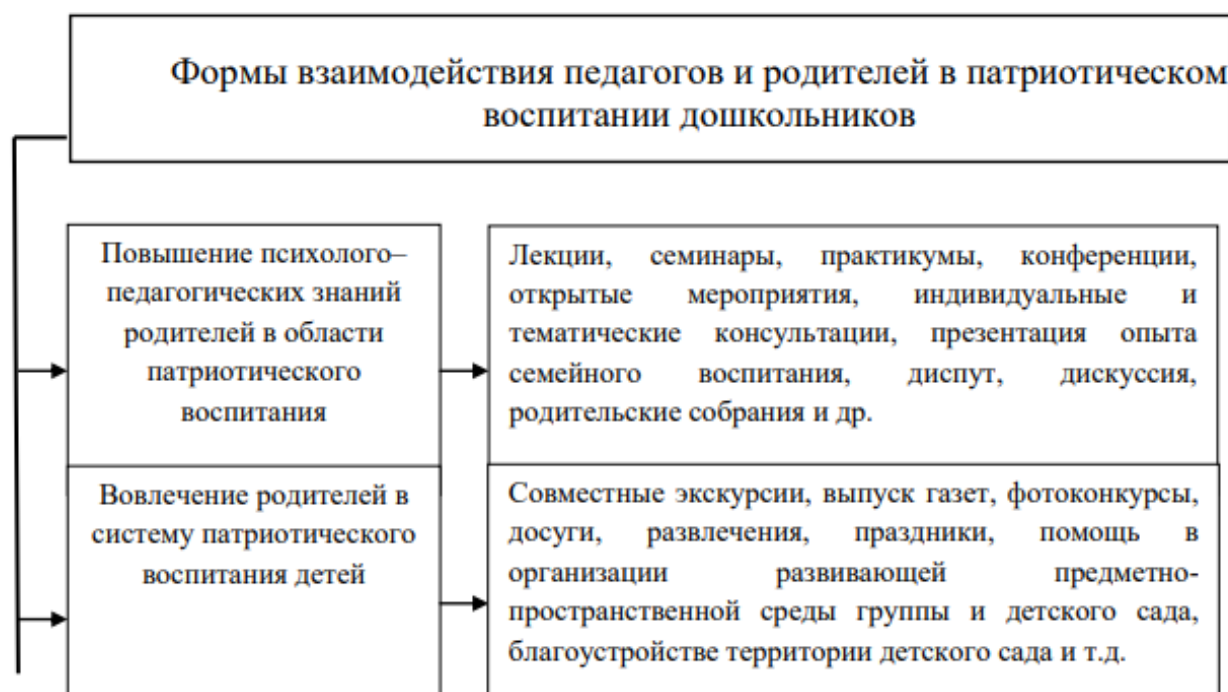 Формы взаимодействия педагогов и родителей в патриотическом
воспитании дошкольников
Повышение психолого–
педагогических знаний
родителей в области
патриотического
воспитания
Лекции, семинары, практикумы, конференции,
открытые мероприятия, индивидуальные и
тематические консультации, презентация опыта
семейного воспитания, диспут, дискуссия,
родительские собрания и др.
Вовлечение родителей в
систему патриотического
воспитания детей
Совместные экскурсии, выпуск газет, фотоконкурсы,
досуги, развлечения, праздники, помощь в
организации развивающей предметно-
пространственной среды группы и детского сада,
благоустройстве территории детского сада и т.д.